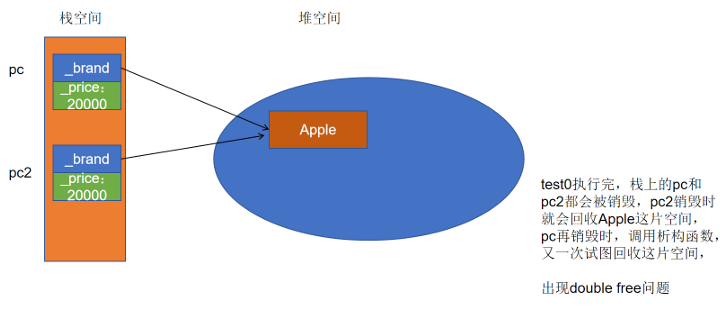 栈空间
堆空间
pc
_brand
_price：
20000
Apple
pc2
_brand
_price：
20000
test0执行完，栈上的pc和
pc2都会被销毁，pc2销毁时
就会回收Apple这片空间，
pc再销毁时，调用析构函数，
又一次试图回收这片空间，
出现double free问题